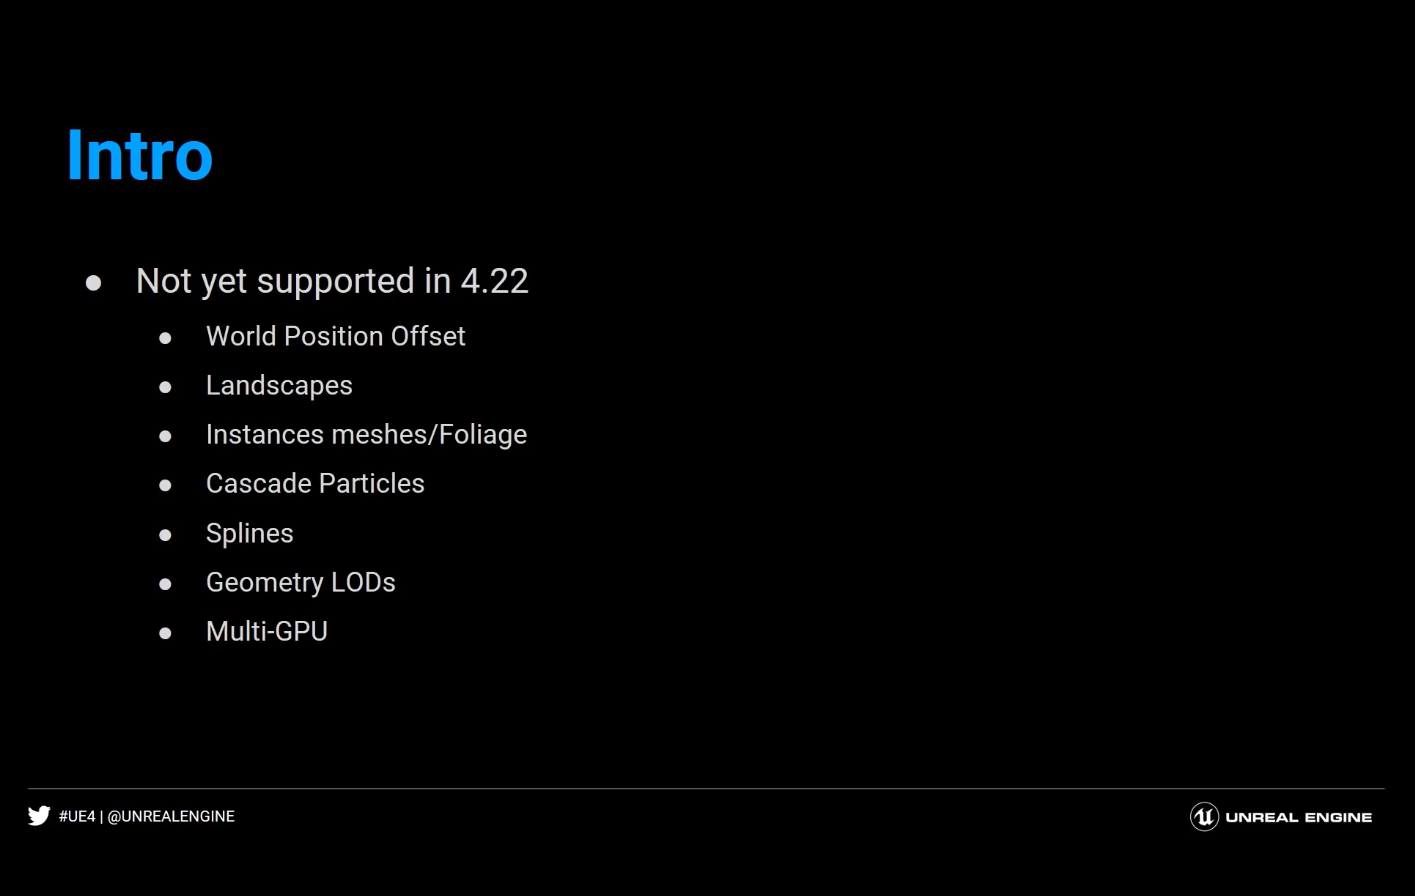 Intro
● Not yet supported in 4.22
● World Position Offset
● Landscapes
● Instances meshes/Foliage
● Cascade Particles
● Splines
● Geometry LODs
● Multi-GPU
#UE4 | @UNREALENGINE
UNREAL ENGINE